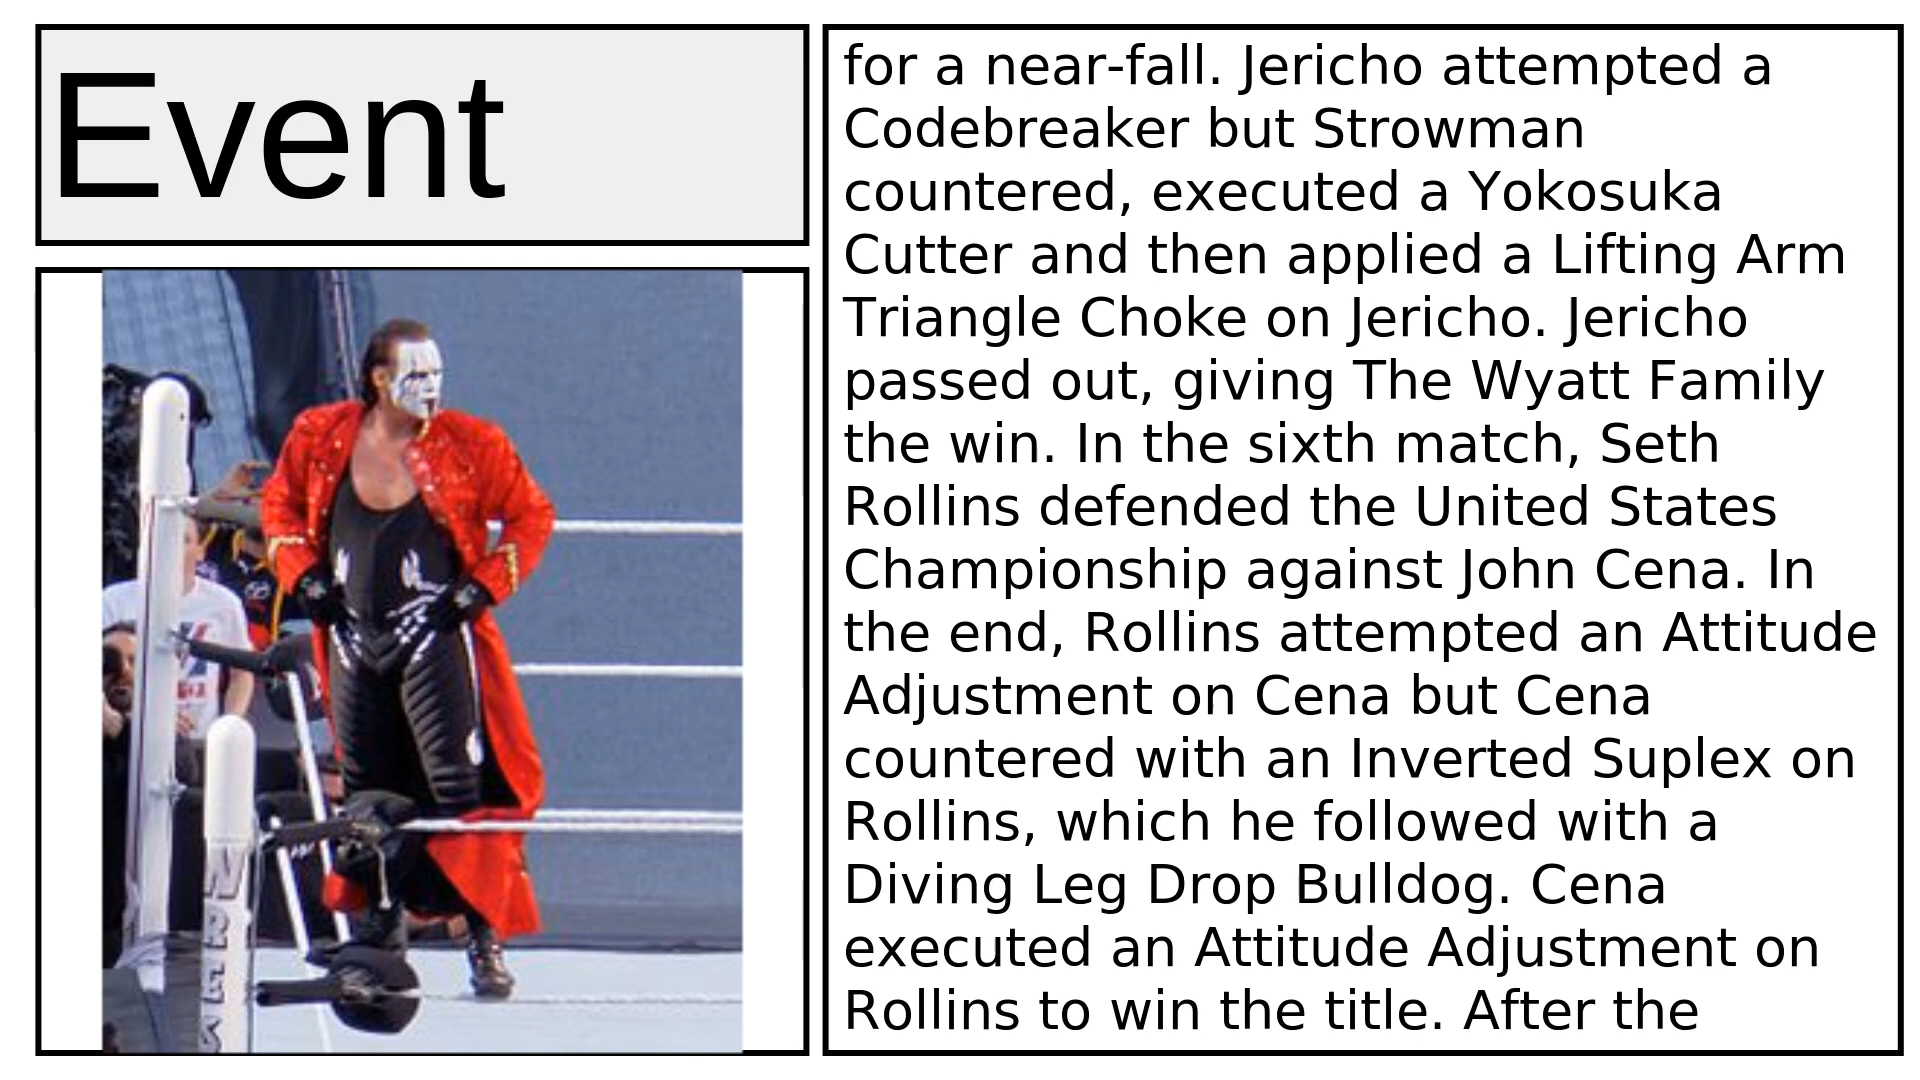 Event
for a near-fall. Jericho attempted a
Codebreaker but Strowman
countered, executed a Yokosuka
Cutter and then applied a Lifting Arm
Triangle Choke on Jericho. Jericho
passed out, giving The Wyatt Family
the win. In the sixth match, Seth
Rollins defended the United States
Championship against John Cena. In
the end, Rollins attempted an Attitude
Adjustment on Cena but Cena
countered with an Inverted Suplex on
Rollins, which he followed with a
Diving Leg Drop Bulldog. Cena
executed an Attitude Adjustment on
Rollins to win the title. After the